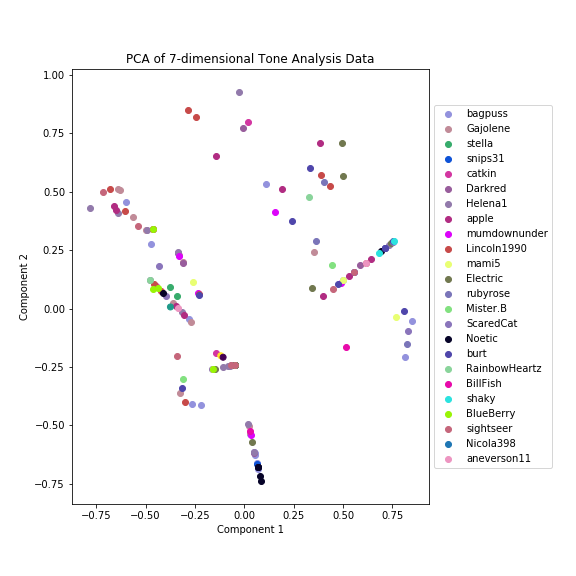 PCA of 7-dimensional Tone Analysis Data
1.00
0.75
0.50
0.25
0.00
−0.25
−0.50
−0.75
−0.75
−0.50
−0.25
0.00
0.25
0.50
0.75
Component 1
Component 2
bagpuss
Gajolene
stella
snips31
catkin
Darkred
Helena1
apple
mumdownunder
Lincoln1990
mami5
Electric
rubyrose
Mister.B
ScaredCat
Noetic
burt
RainbowHeartz
BillFish
shaky
BlueBerry
sightseer
Nicola398
aneverson11